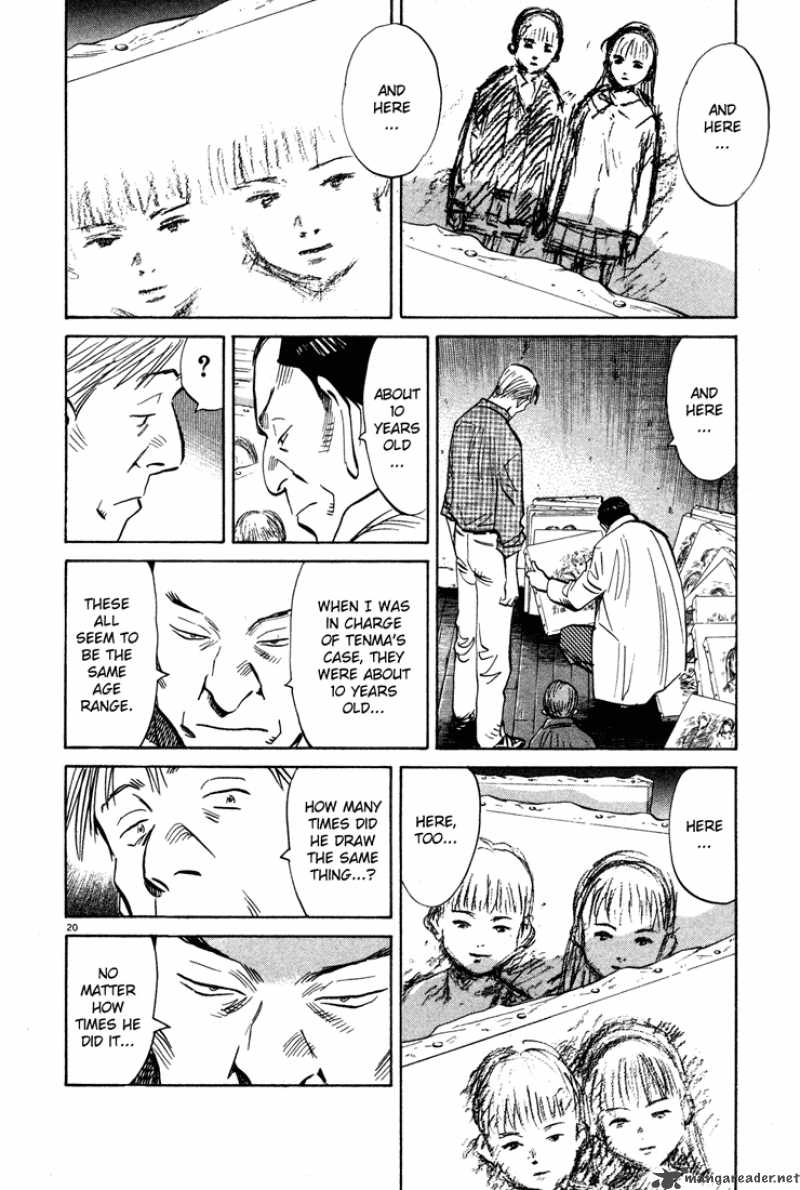 AND
HERE
...
AND
HERE
...
AND
HERE
...
ABOUT
10
YEARS
OLD
...
?
WHEN I
WAS
IN CHARGE
OF TENMA'S
CASE, THEY
WERE ABOUT
10 YEARS
OLD...
THESE
ALL
SEEM TO
BE THE
SAME
AGE
RANGE.
HERE
...
HERE,
TOO...
HOW MANY
TIMES DID
HE DRAW
THE SAME
THING...?
20
NO
MATTER
HOW
TIMES HE
DID IT...
mangareader.net